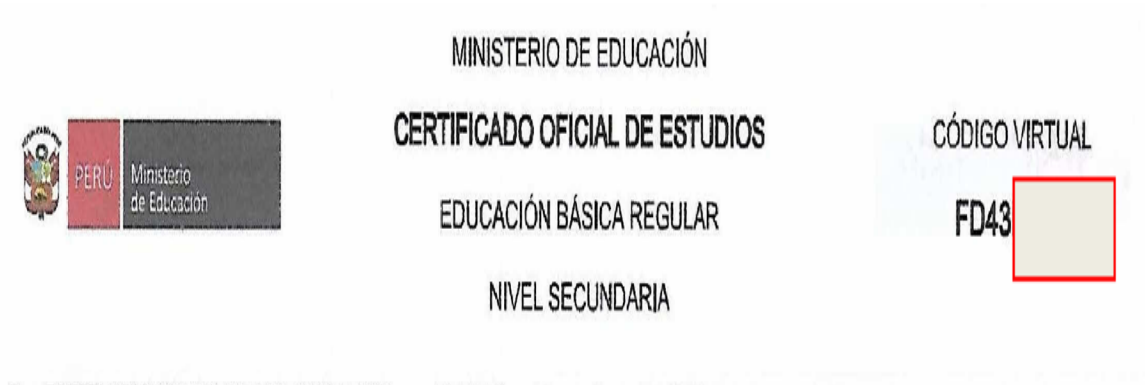 MINISTERIO DE EDUCACIÓN
CERTIFICADO OFICIAL DE ESTUDIOS
EDUCACIÓN BÁSICA REGULAR
NIVEL SECUNDARIA
PERÚ
Ministerio
de Educación
CÓDIGO VIRTUAL
FD43